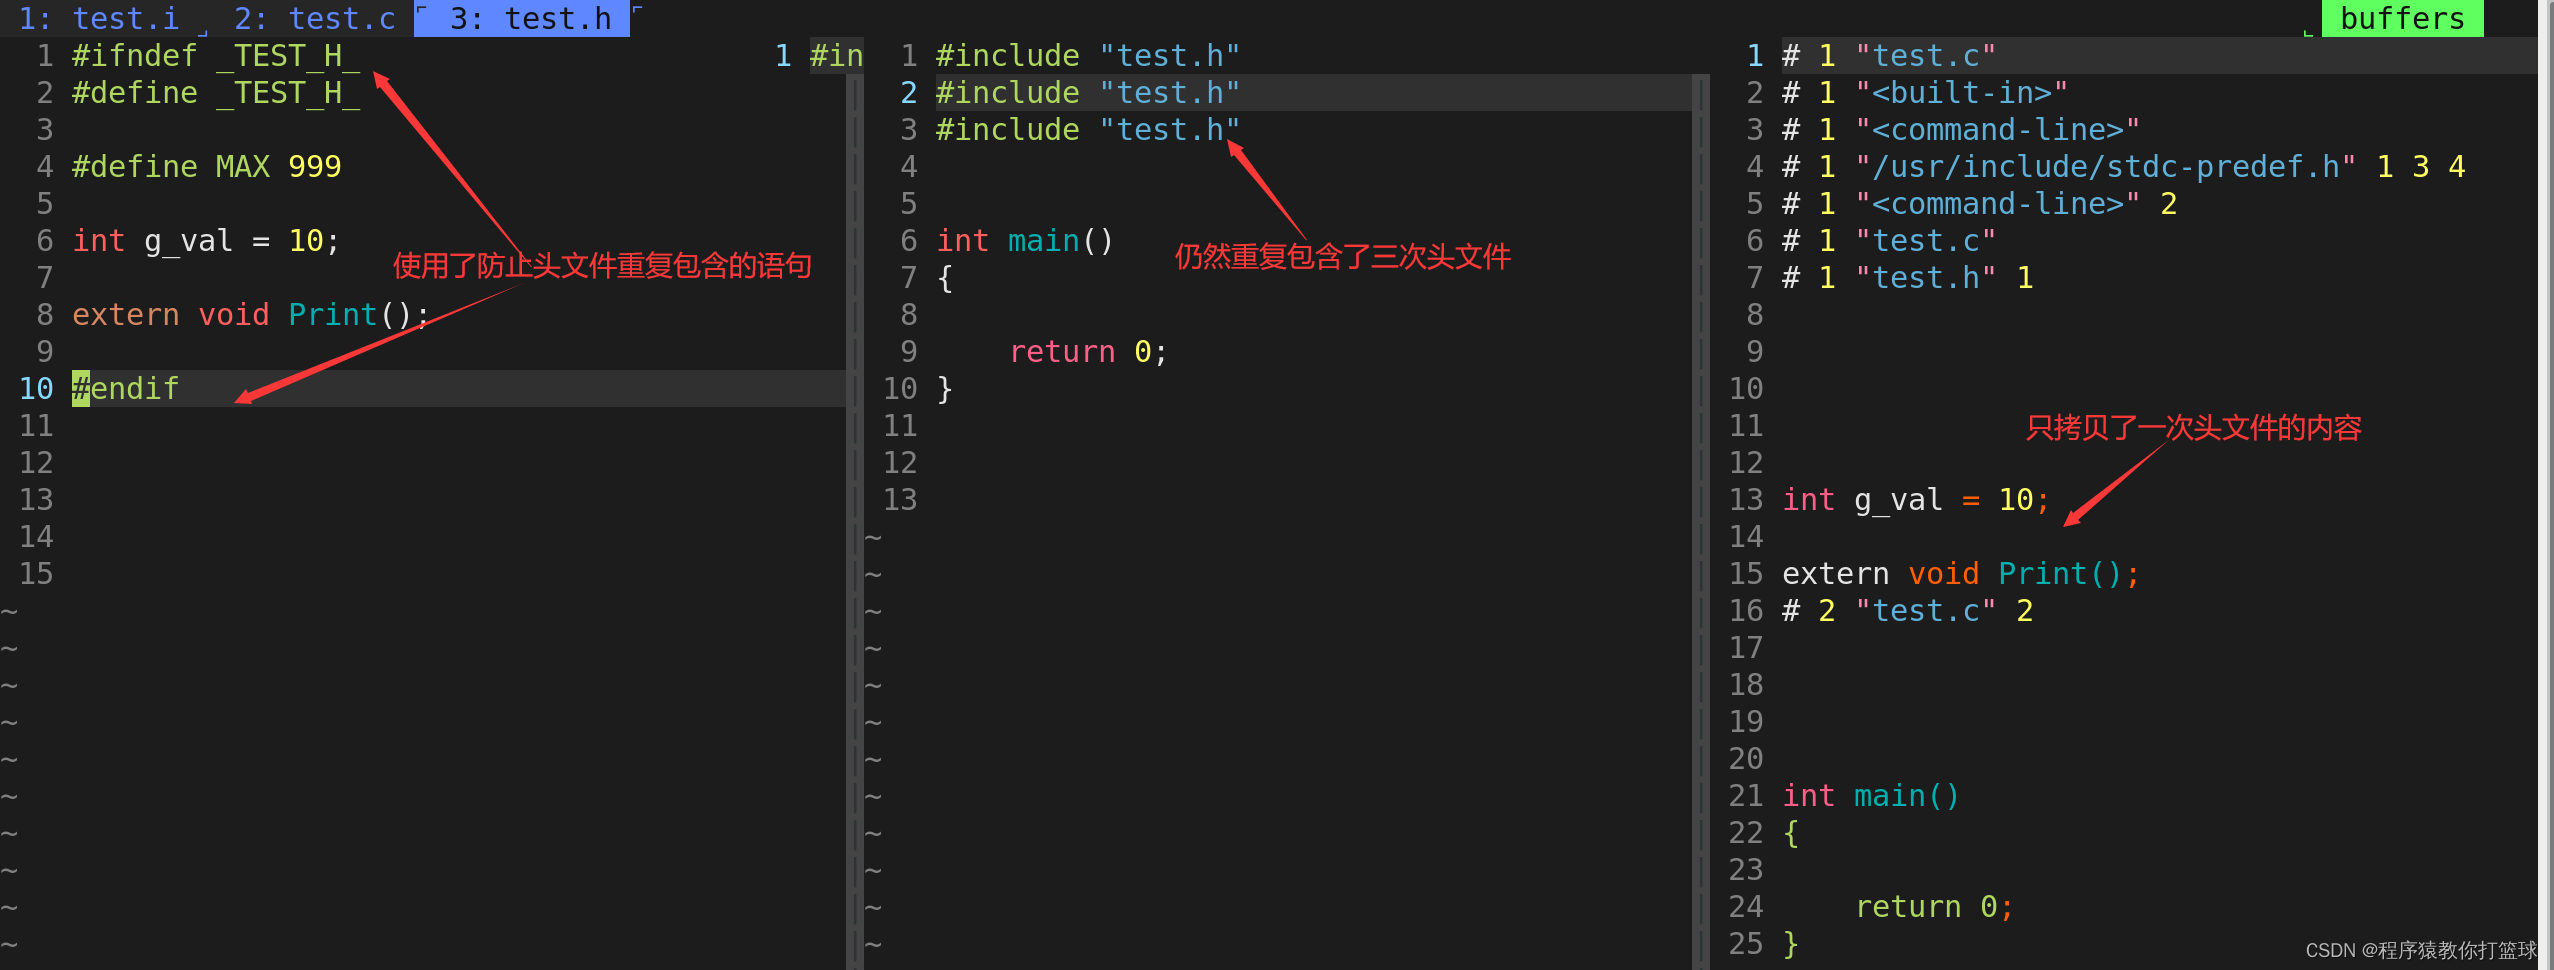 1: test.i 2: test.c 3: test.h buffers
1 #ifndef _TEST_H_
2 #define _TEST_H_
3
4 #define MAX 999
5
6 int g_val = 10;
使用了防止头文件重复包含的语句
7
8 extern void Print();
9
10 #endif
11
12
13
14
15
~
~
~
~
~
~
~
~
~
~
1 #in
1 #include "test.h"
2 #include "test.h"
3 #include "test.h"
4
5
6 int main()
仍然重复包含了三次头文件
7 {
8
9     return 0;
10 }
11
12
13
~
~
~
~
~
~
~
~
~
~
~
~
1 # 1 "test.c"
2 # 1 "<built-in>"
3 # 1 "<command-line>"
4 # 1 "/usr/include/stdc-predef.h" 1 3 4
5 # 1 "<command-line>" 2
6 # 1 "test.c"
7 # 1 "test.h" 1
8
9
10
11
只拷贝了一次头文件的内容
12
13 int g_val = 10;
14
15 extern void Print();
16 # 2 "test.c" 2
17
18
19
20
21 int main()
22 {
23
24     return 0;
25 }
CSDN @程序猿教你打篮球